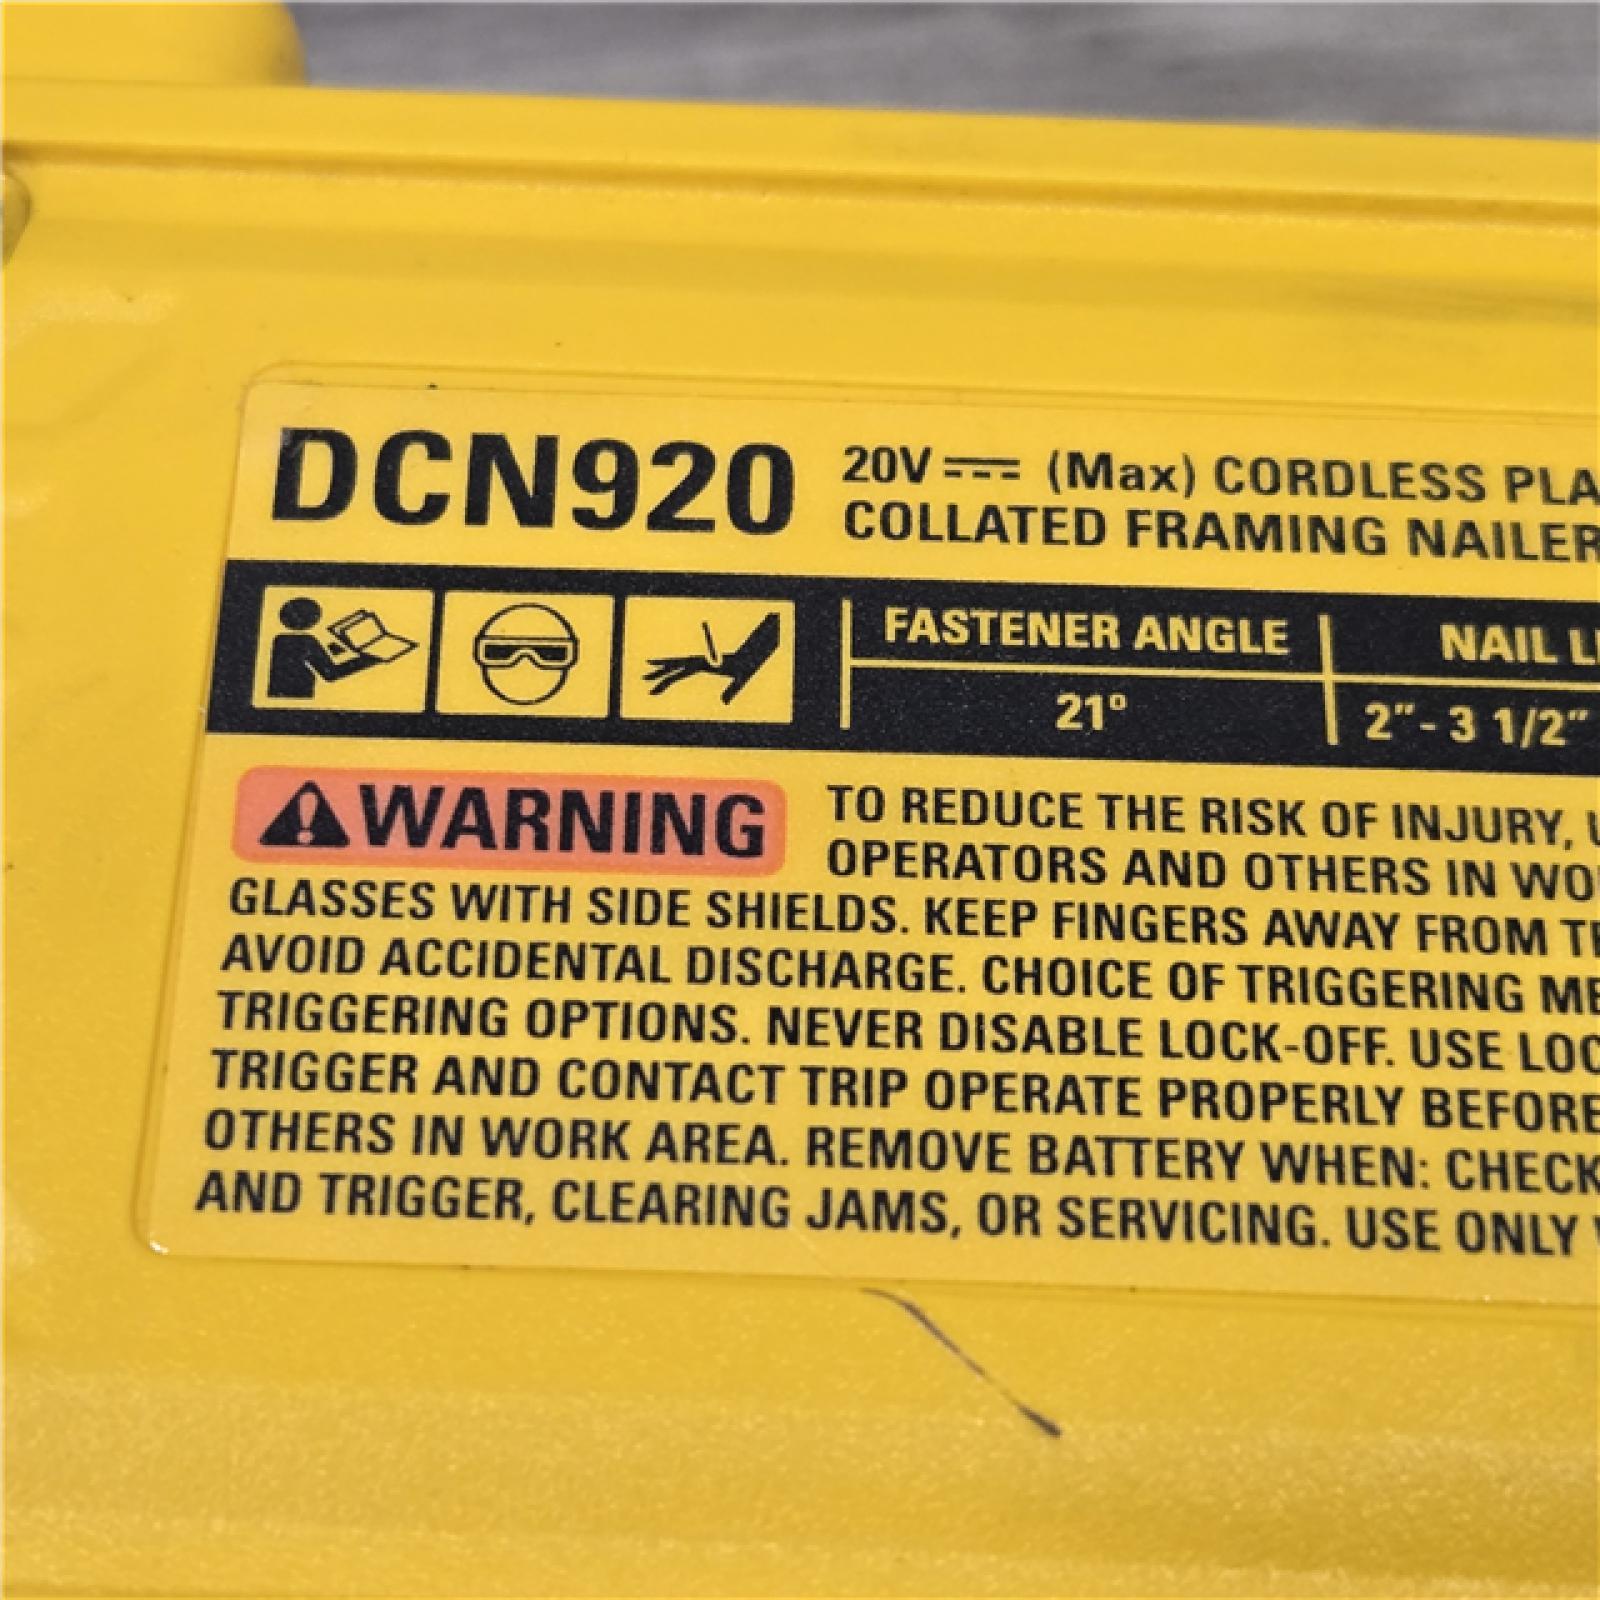 DCN920
20V (Max) CORDLESS
COLLATED FRAMING NAILER
FASTENER ANGLE NAIL
21° 2" - 3 1/2"
WARNING TO REDUCE THE RISK OF INJURY,
OPERATORS AND OTHERS IN
GLASSES WITH SIDE SHIELDS. KEEP FINGERS AWAY FROM
AVOID ACCIDENTAL DISCHARGE. CHOICE OF TRIGGERING
TRIGGERING OPTIONS. NEVER DISABLE LOCK-OFF. USE
TRIGGER AND CONTACT TRIP OPERATE PROPERLY BEFORE
OTHERS IN WORK AREA. REMOVE BATTERY WHEN: CHECK
AND TRIGGER, CLEARING JAMS, OR SERVICING. USE ONLY